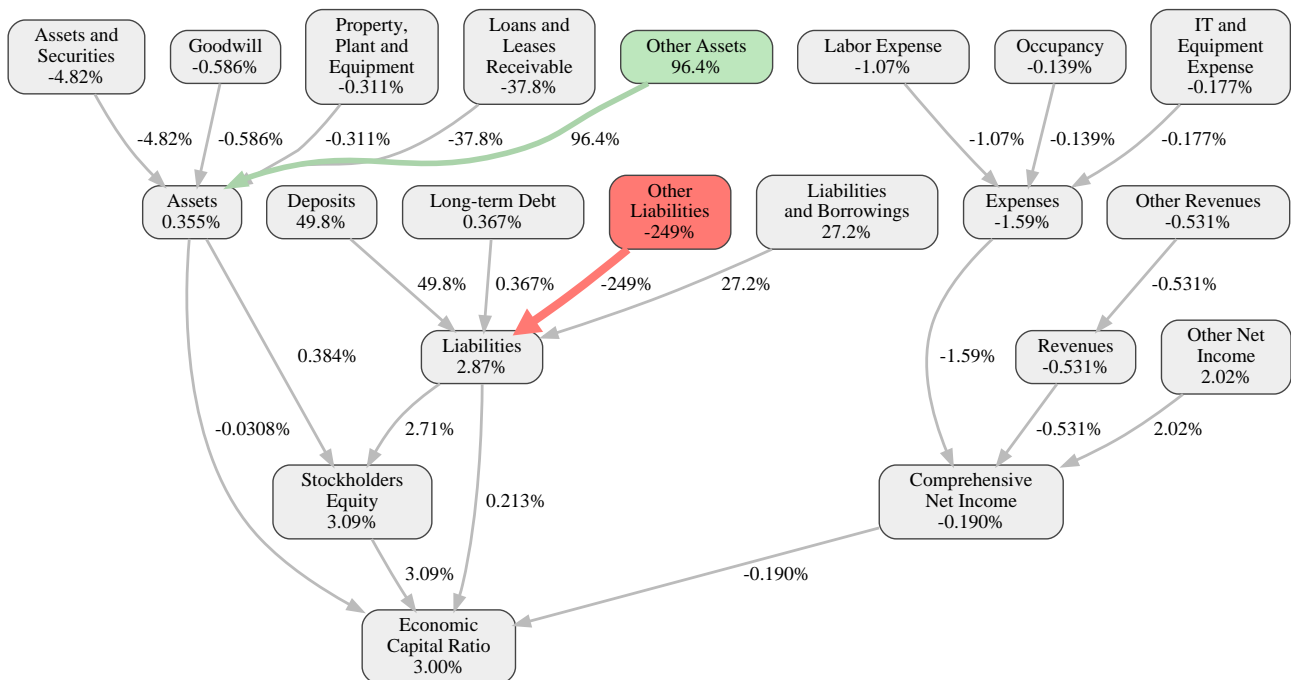 Assets and
Securities
-4.82%
Goodwill
-0.586%
Property,
Plant and
Equipment
-0.311%
Loans and
Leases
Receivable
-37.8%
Other Assets
96.4%
Labor Expense
-1.07%
Occupancy
-0.139%
IT and
Equipment
Expense
-0.177%
-4.82%
-0.586%
-0.311%
-37.8%
96.4%
-1.07%
-0.139%
-0.177%
Assets
0.355%
Deposits
49.8%
Long-term Debt
0.367%
Other
Liabilities
-249%
Liabilities
and Borrowings
27.2%
Expenses
-1.59%
Other Revenues
-0.531%
49.8%
0.367%
-249%
27.2%
-0.531%
Liabilities
2.87%
Revenues
-0.531%
Other Net
Income
2.02%
0.384%
-1.59%
-0.0308%
2.71%
-0.531%
2.02%
Stockholders
Equity
3.09%
0.213%
Comprehensive
Net Income
-0.190%
3.09%
-0.190%
Economic
Capital Ratio
3.00%